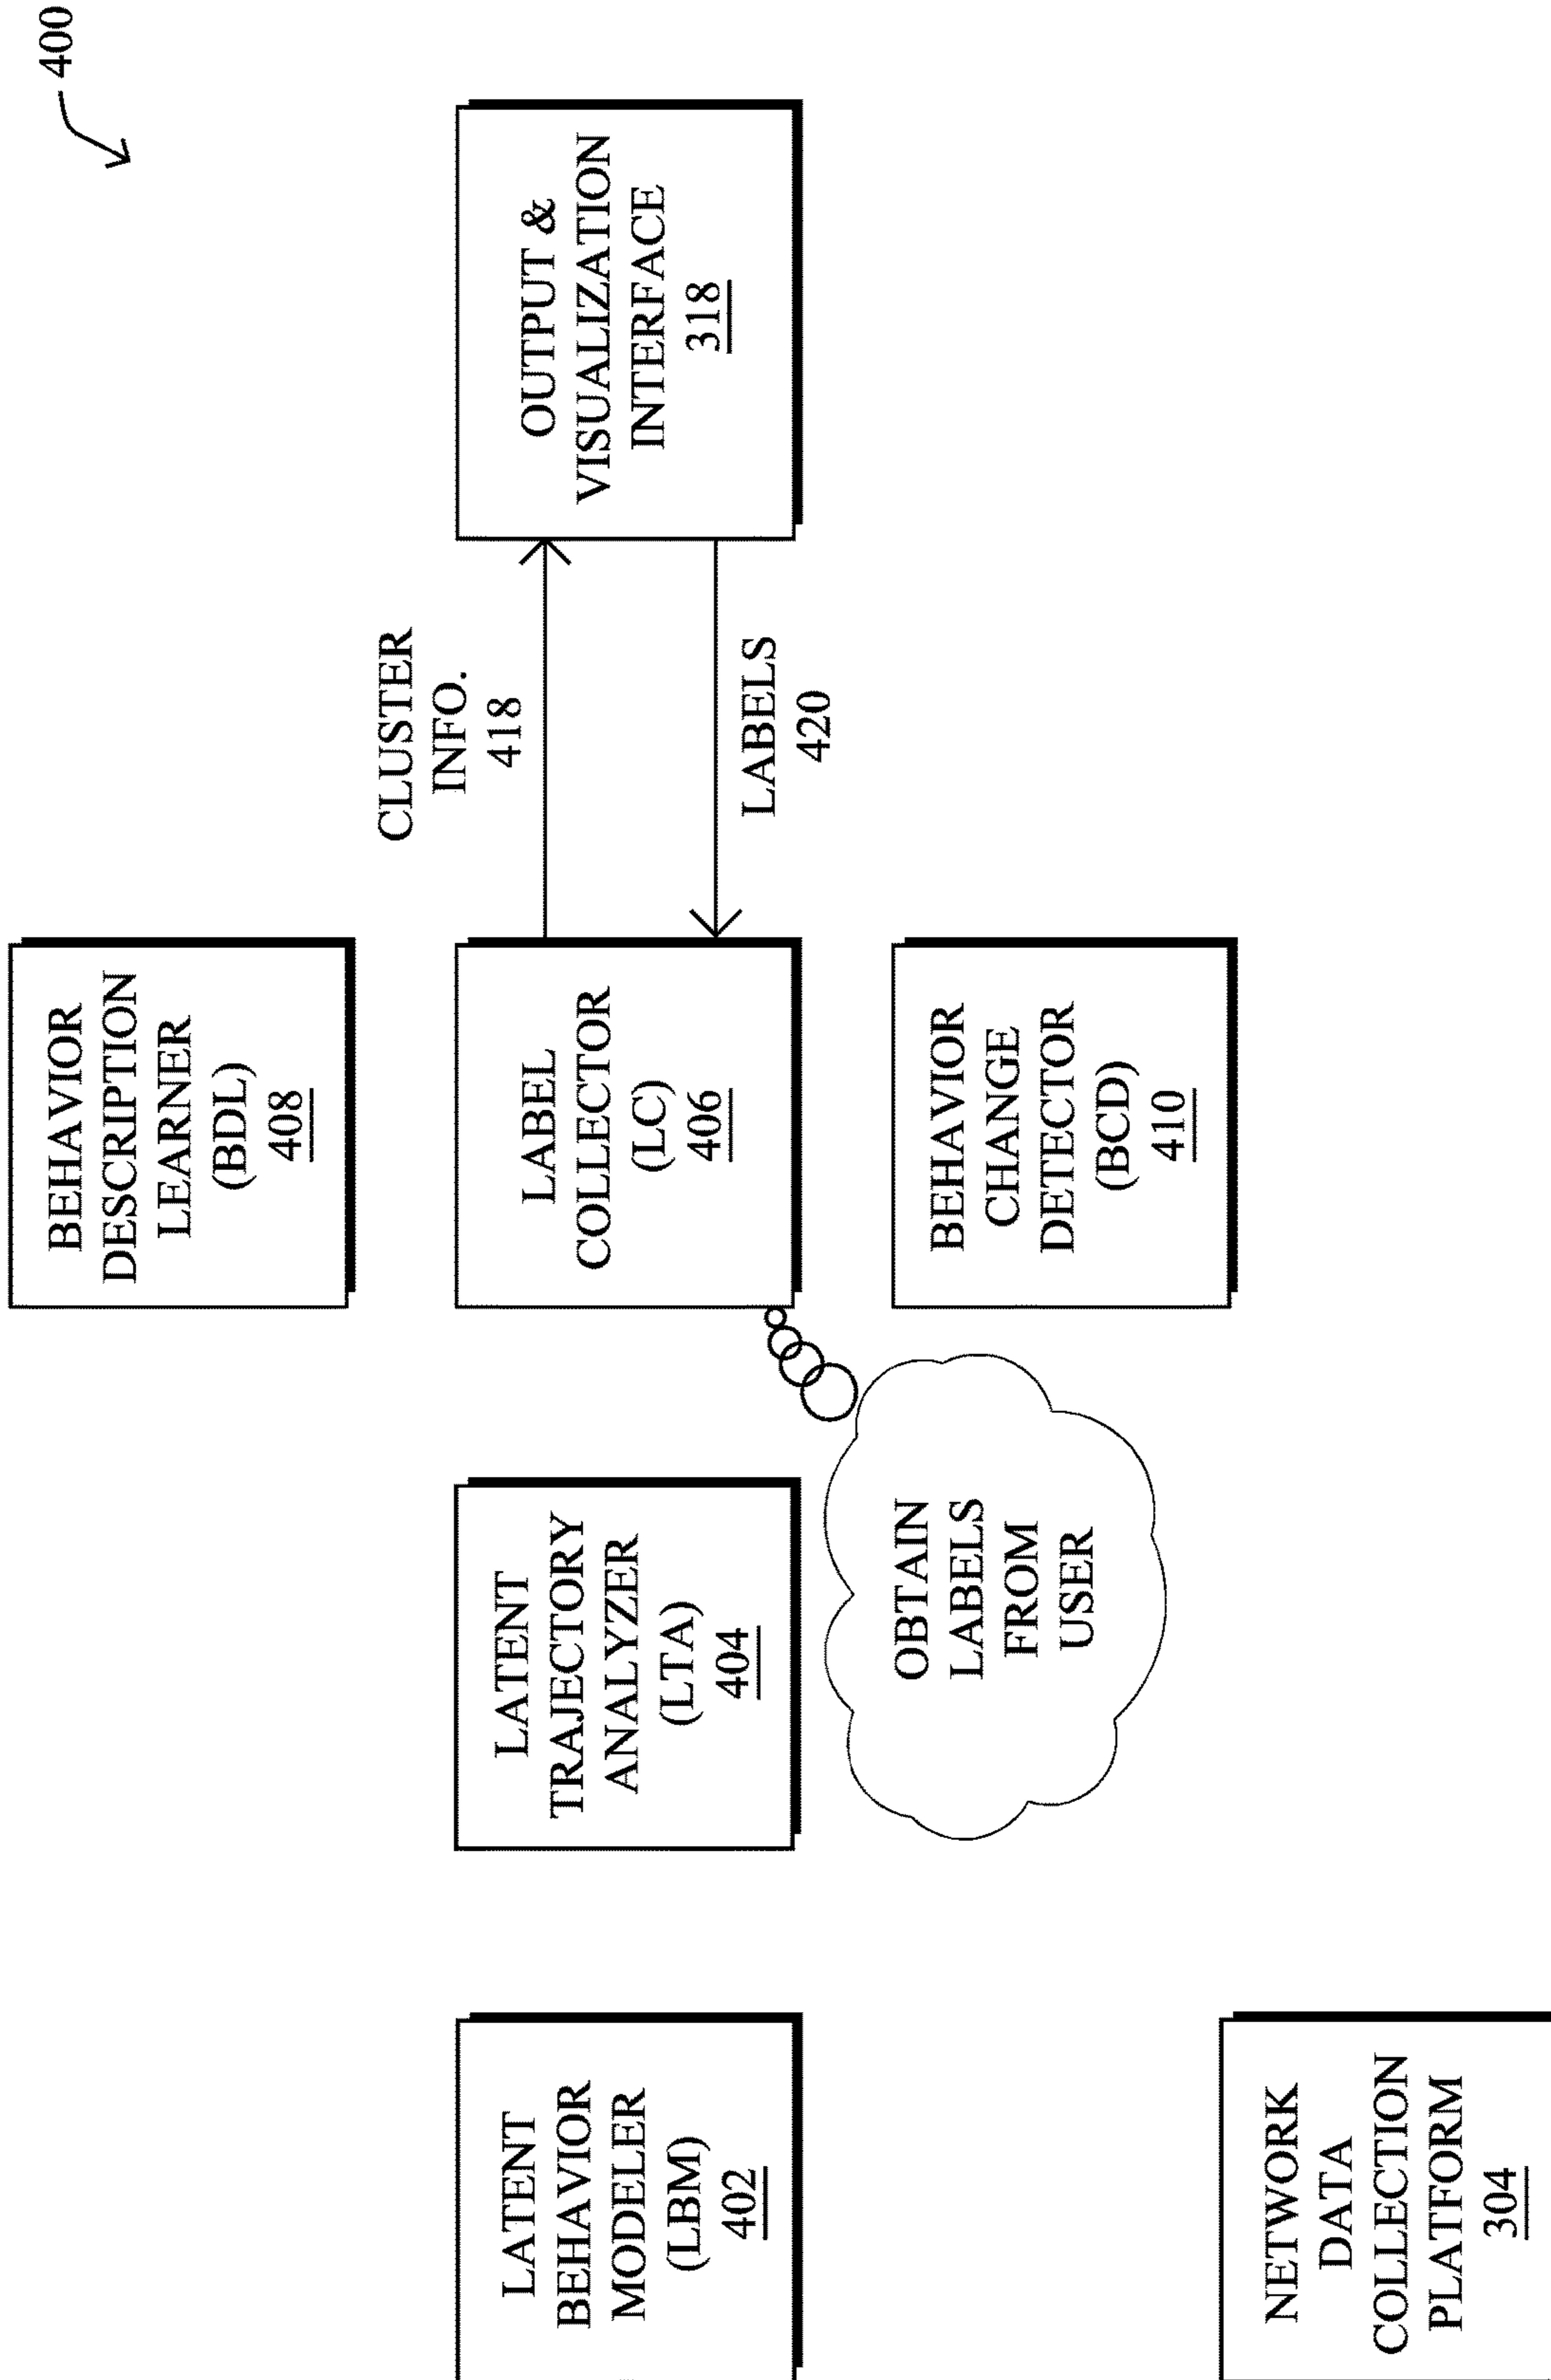 400
BEHAVIOR
DESCRIPTION
LEARNER
(BDL)
408
CLUSTER
INFO.
418
LATENT
BEHAVIOR
MODELER
(LBM)
402
LATENT
TRAJECTORY
ANALYZER
(LTA)
404
LABEL
COLLECTOR
(LC)
406
OUTPUT &
VISUALIZATION
INTERFACE
318
LABELS
420
OBTAIN
LABELS
FROM
USER
BEHAVIOR
CHANGE
DETECTOR
(BCD)
410
NETWORK
DATA
COLLECTION
PLATFORM
304